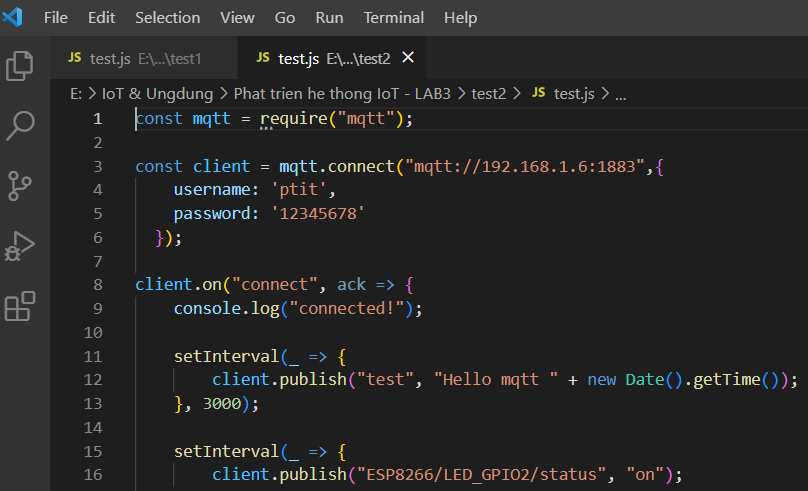 File Edit Selection View Go Run Terminal Help
JS test.js E:\...\test1 JS test.js E:\...\test2 ×
E: > IoT & Ungdung > Phat trien he thong IoT - LAB3 > test2 > JS test.js > ...
1 const mqtt = require("mqtt");
2
3 const client = mqtt.connect("mqtt://192.168.1.6:1883",{
4 username: 'ptit',
5 password: '12345678'
6 });
7
8 client.on("connect", ack => {
9 console.log("connected!");
10
11 setInterval(_ => {
12 client.publish("test", "Hello mqtt " + new Date().getTime());
13 }, 3000);
14
15 setInterval(_ => {
16 client.publish("ESP8266/LED_GPIO2/status", "on");